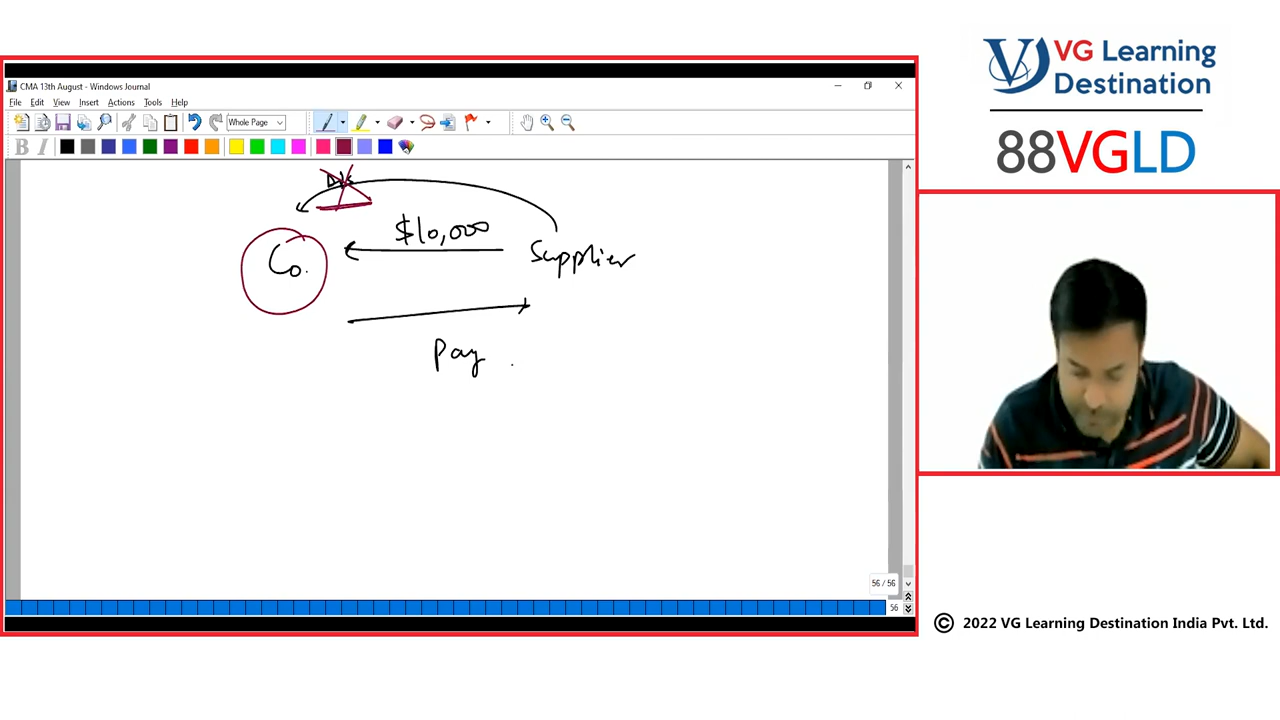 VG Learning
Destination
88VGLD
CMA 13th August - Windows Journal
File Edit View Insert Actions Tools Help
Whole Page
B I
Dis
$10,000
Co.
Supplier
Pay
56 / 56
56
© 2022 VG Learning Destination India Pvt. Ltd.